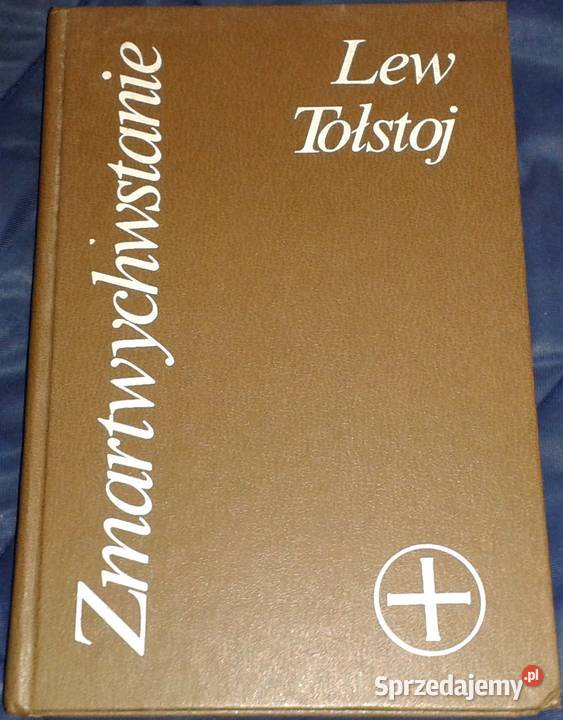 Lew
Tołstoj
Zmartwychwstanie
Sprzedajemy.pl